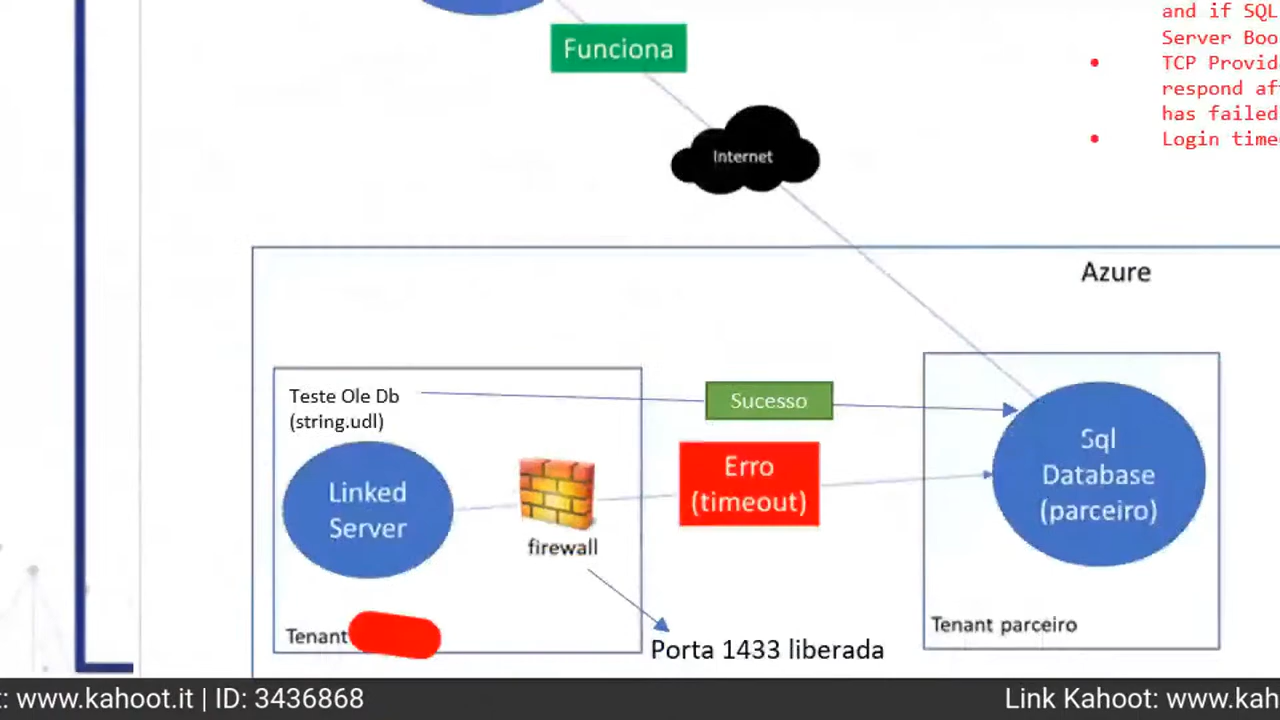 Funciona
and if SQL
Server Boo
TCP Provid
respond aft
has failed
Login time
Internet
Azure
Teste Ole Db
(string.udl)
Sucesso
Erro
(timeout)
Linked
Server
firewall
Sql
Database
(parceiro)
Tenant
Porta 1433 liberada
Tenant parceiro
: www.kahoot.it | ID: 3436868
Link Kahoot: www.kah